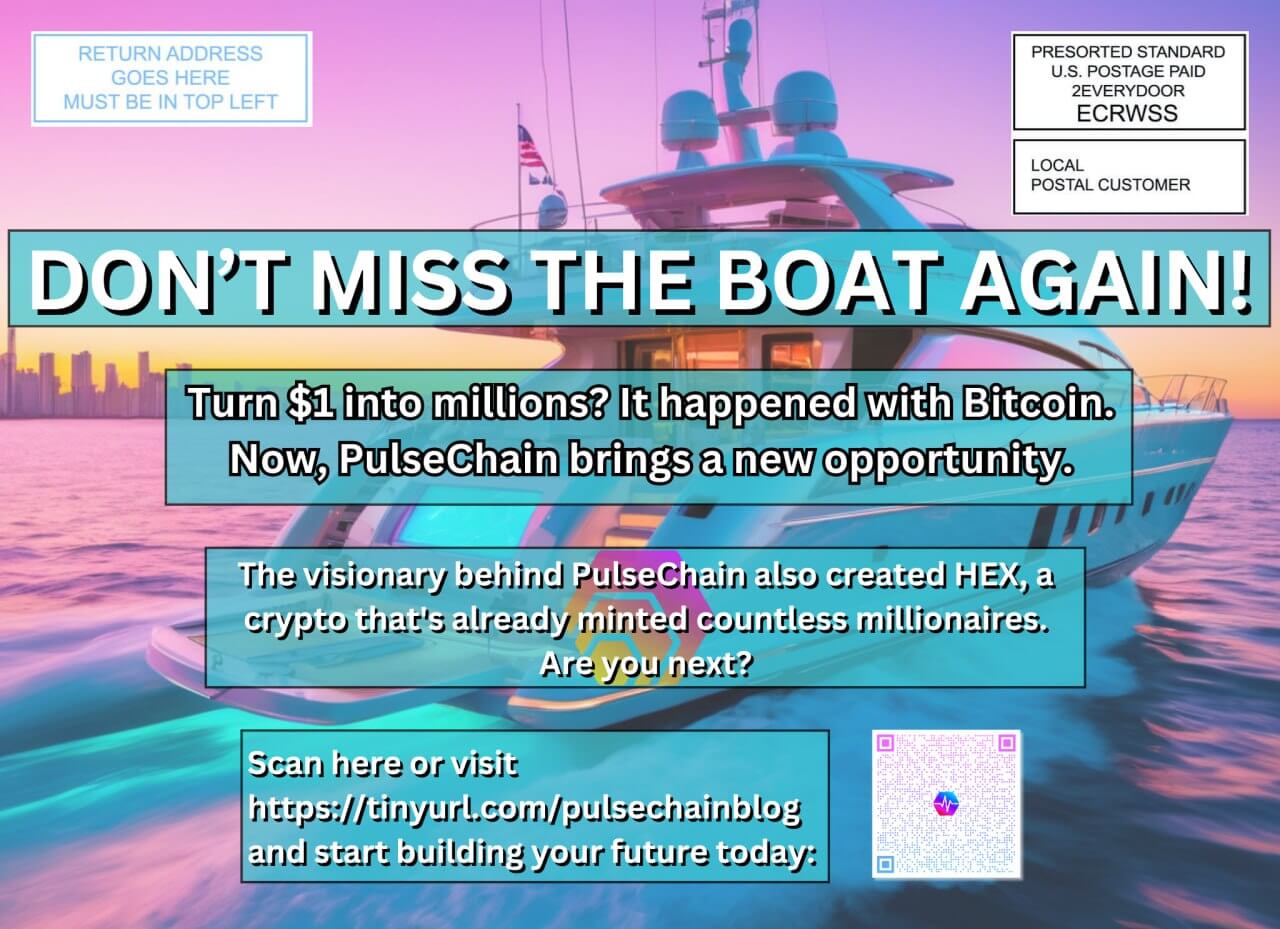 RETURN ADDRESS
GOES HERE
MUST BE IN TOP LEFT
PRESORTED STANDARD
U.S. POSTAGE PAID
2EVERYDOOR
ECRWSS
LOCAL
POSTAL CUSTOMER
DON’T MISS THE BOAT AGAIN!
Turn $1 into millions? It happened with Bitcoin.
Now, PulseChain brings a new opportunity.
The visionary behind PulseChain also created HEX, a
crypto that's already minted countless millionaires.
Are you next?
Scan here or visit
https://tinyurl.com/pulsechainblog
and start building your future today: